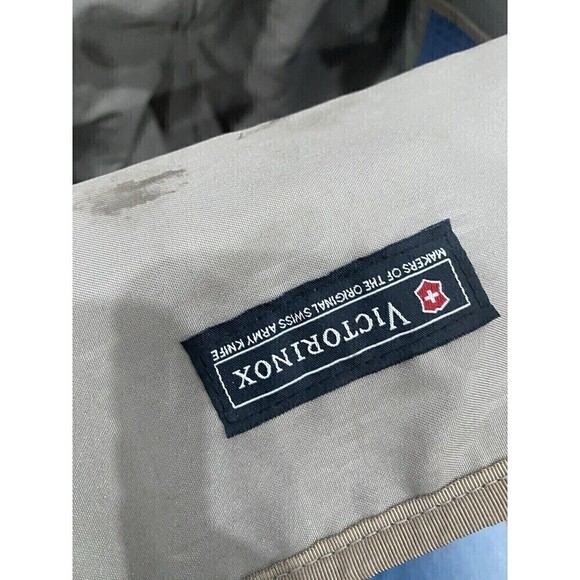 VICTORINOX
MAKERS OF THE ORIGINAL SWISS ARMY KNIFE